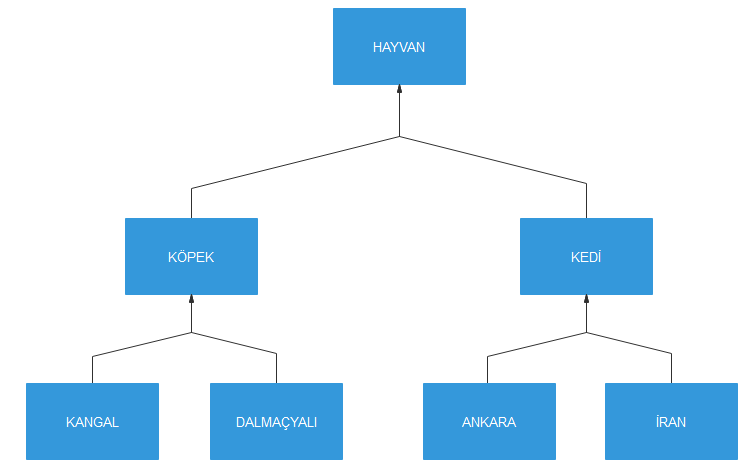 HAYVAN
KÖPEK
KEDİ
KANGAL
DALMAÇYALI
ANKARA
İRAN